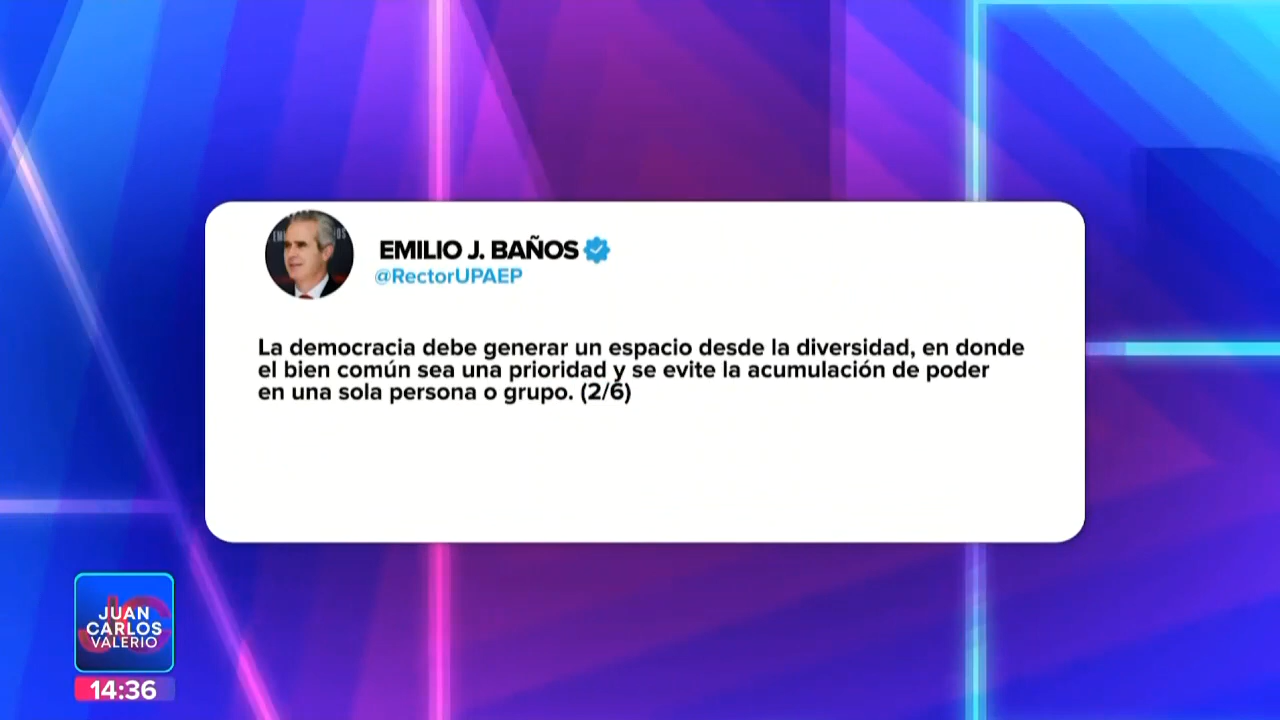 EMILIO J. BAÑOS
@RectorUPAEP
La democracia debe generar un espacio desde la diversidad, en donde
el bien común sea una prioridad y se evite la acumulación de poder
en una sola persona o grupo. (2/6)
JUAN
CARLOS
VALERIO
14:36